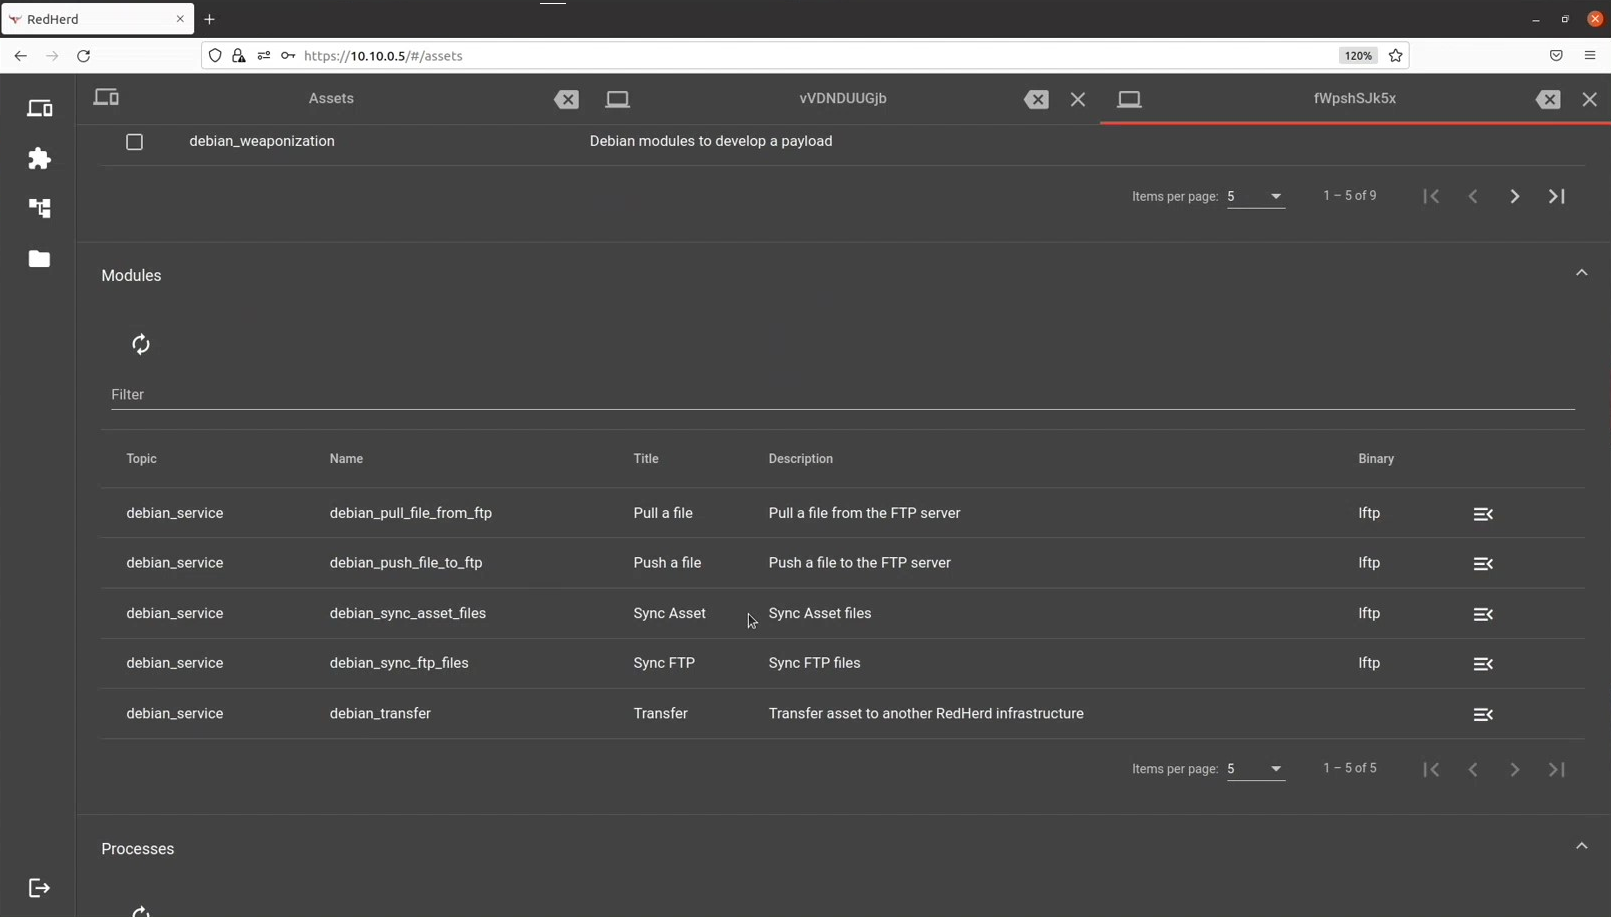 RedHerd
https://10.10.0.5/#/assets
120%
Assets
vVDNDUUGjb
fWpshSJk5x
debian_weaponization Debian modules to develop a payload
Items per page: 5 1 – 5 of 9
Modules
Filter
Topic Name Title Description Binary
debian_service debian_pull_file_from_ftp Pull a file Pull a file from the FTP server lftp
debian_service debian_push_file_to_ftp Push a file Push a file to the FTP server lftp
debian_service debian_sync_asset_files Sync Asset Sync Asset files lftp
debian_service debian_sync_ftp_files Sync FTP Sync FTP files lftp
debian_service debian_transfer Transfer Transfer asset to another RedHerd infrastructure
Items per page: 5 1 – 5 of 5
Processes